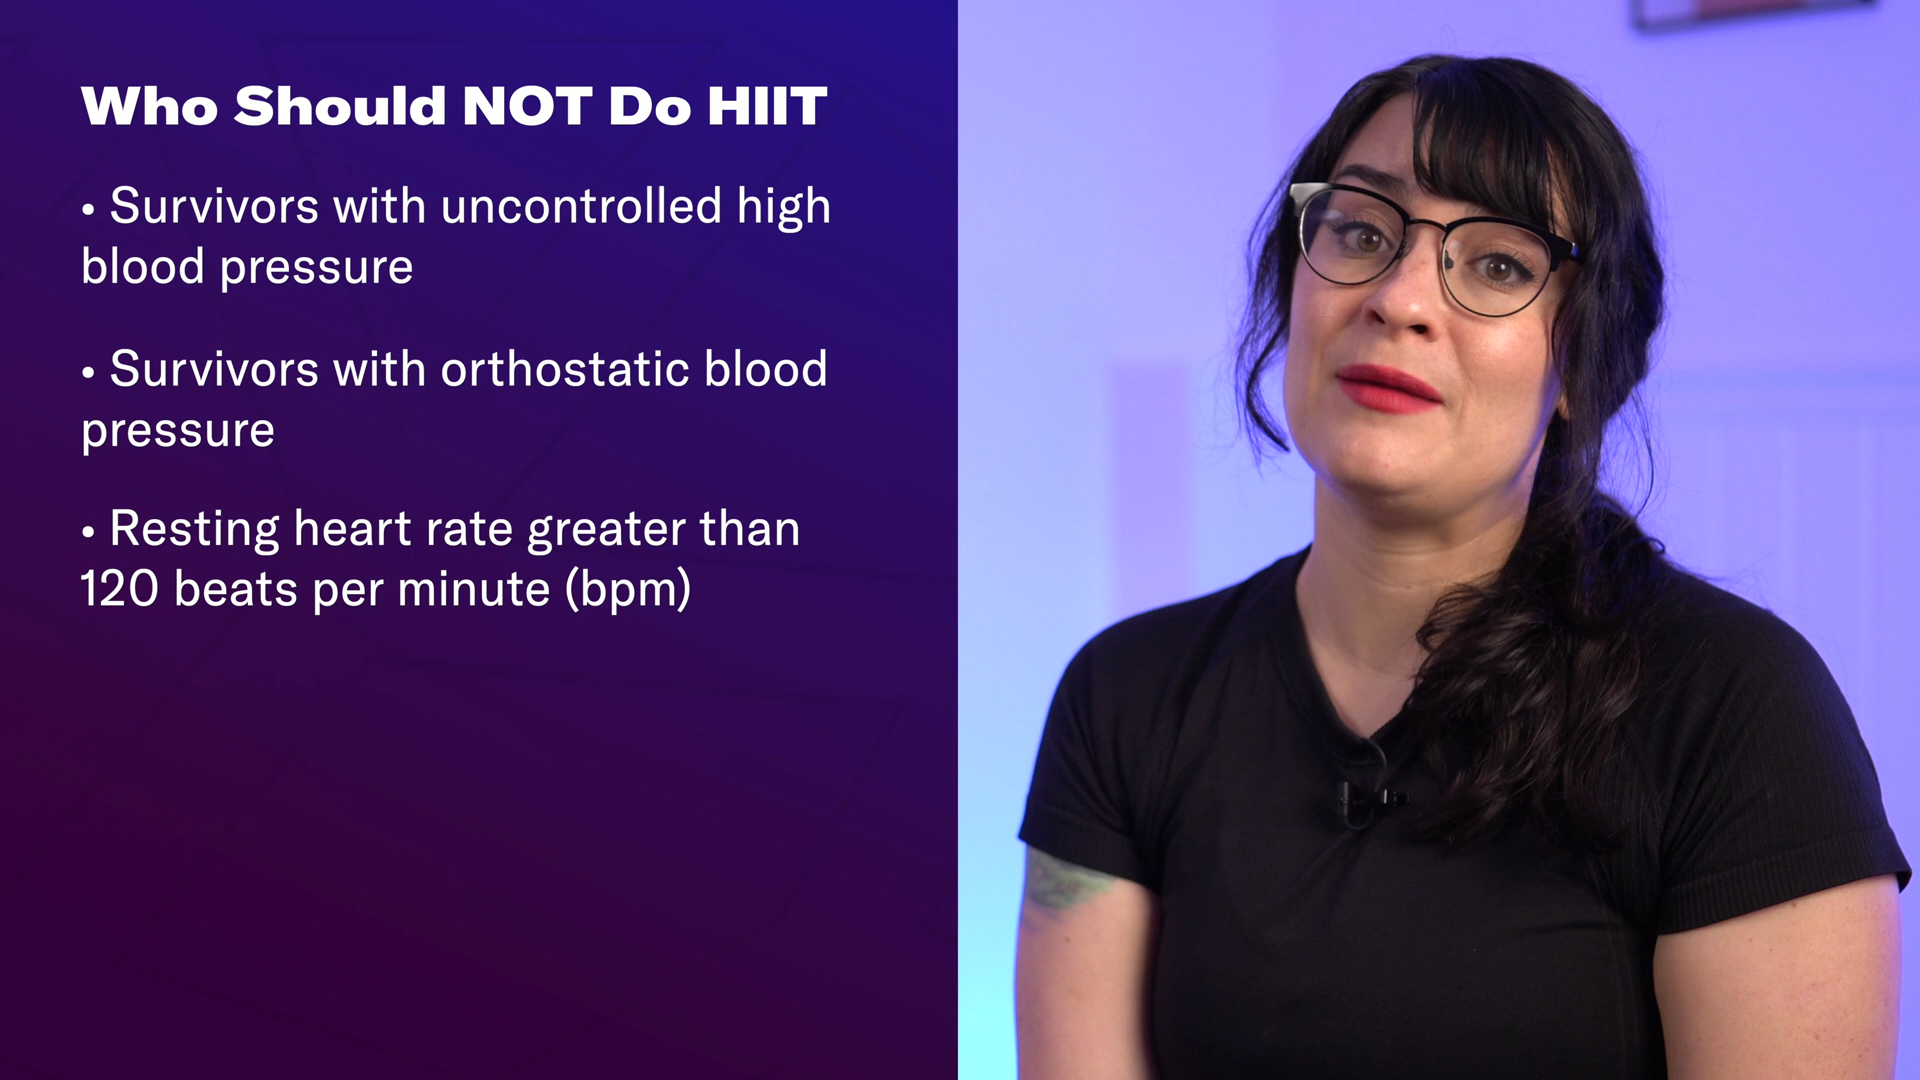 Who Should NOT Do HIIT
• Survivors with uncontrolled high
blood pressure
• Survivors with orthostatic blood
pressure
• Resting heart rate greater than
120 beats per minute (bpm)